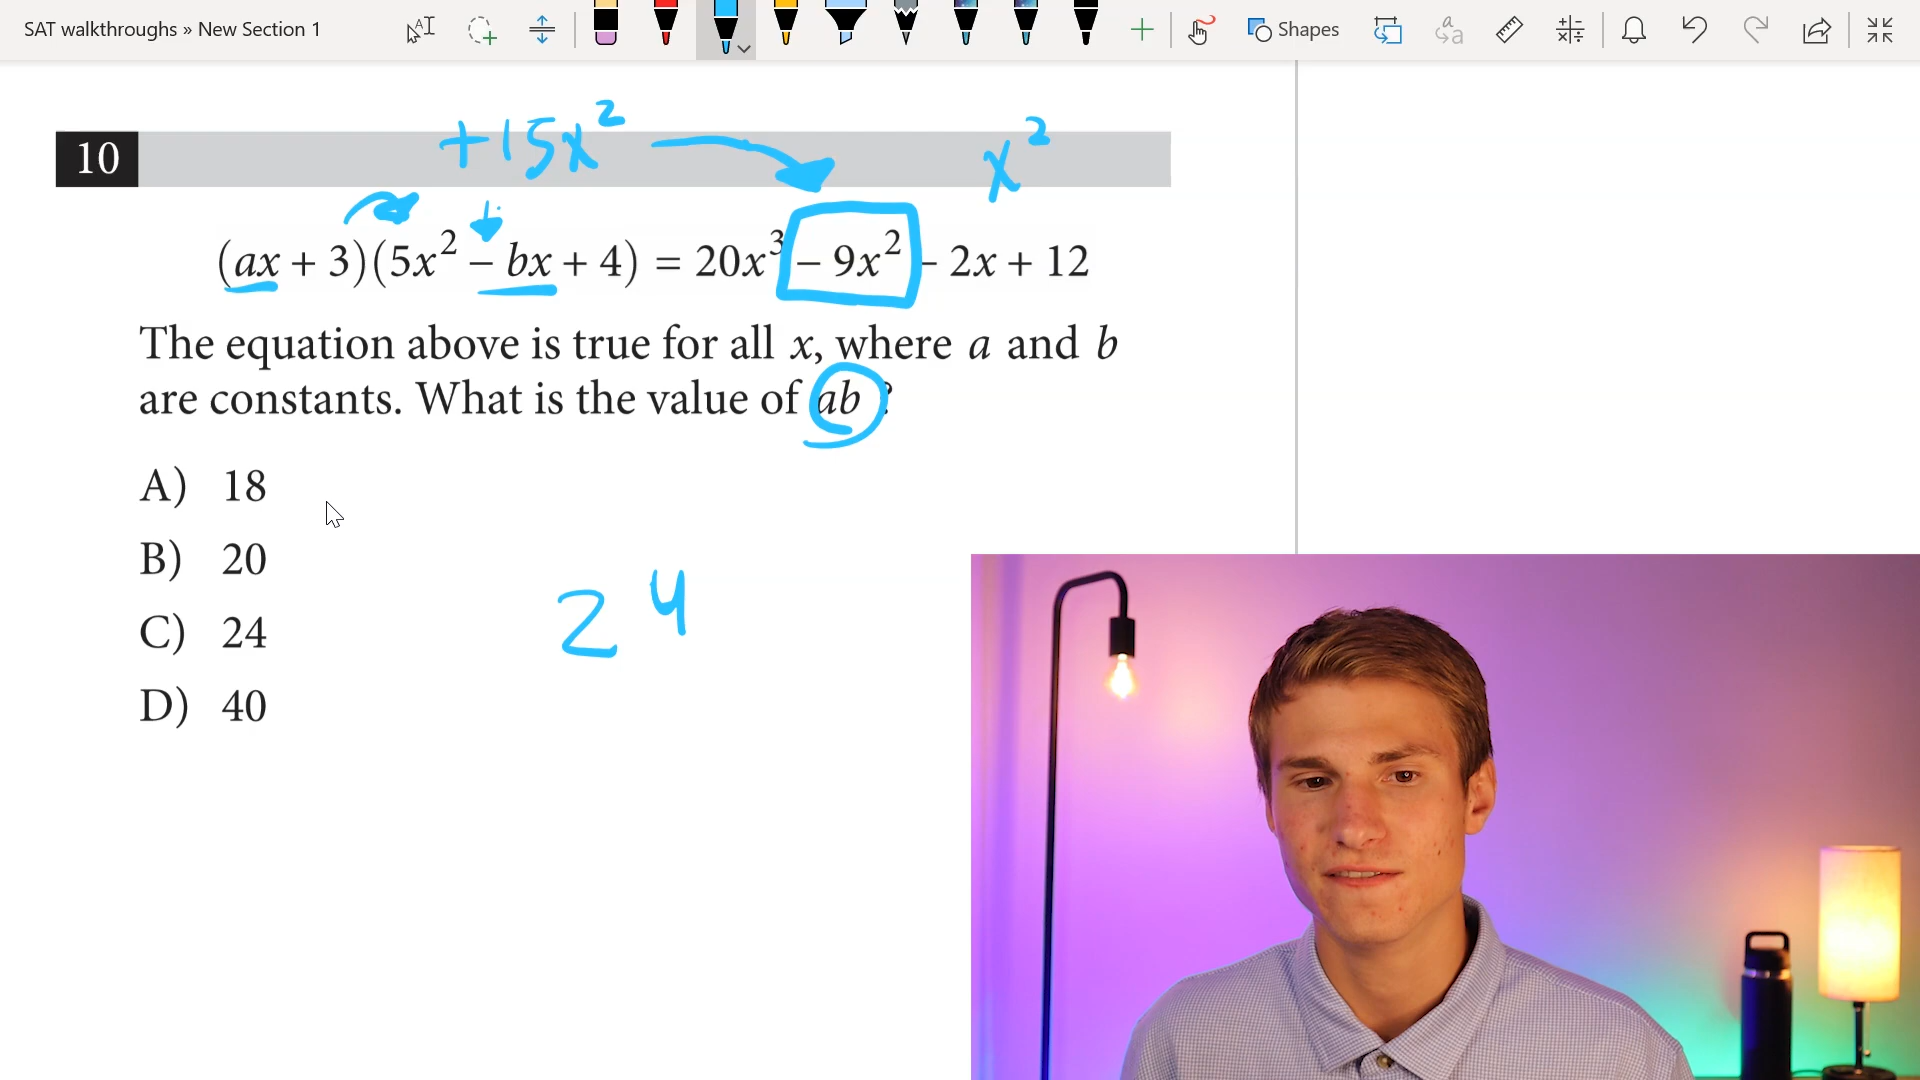 SAT walkthroughs » New Section 1
Shapes
+15x² x²
10
(ax + 3)(5x² − bx + 4) = 20x³ − 9x² − 2x + 12
The equation above is true for all x, where a and b
are constants. What is the value of ab ?
A) 18
B) 20
C) 24
D) 40
24